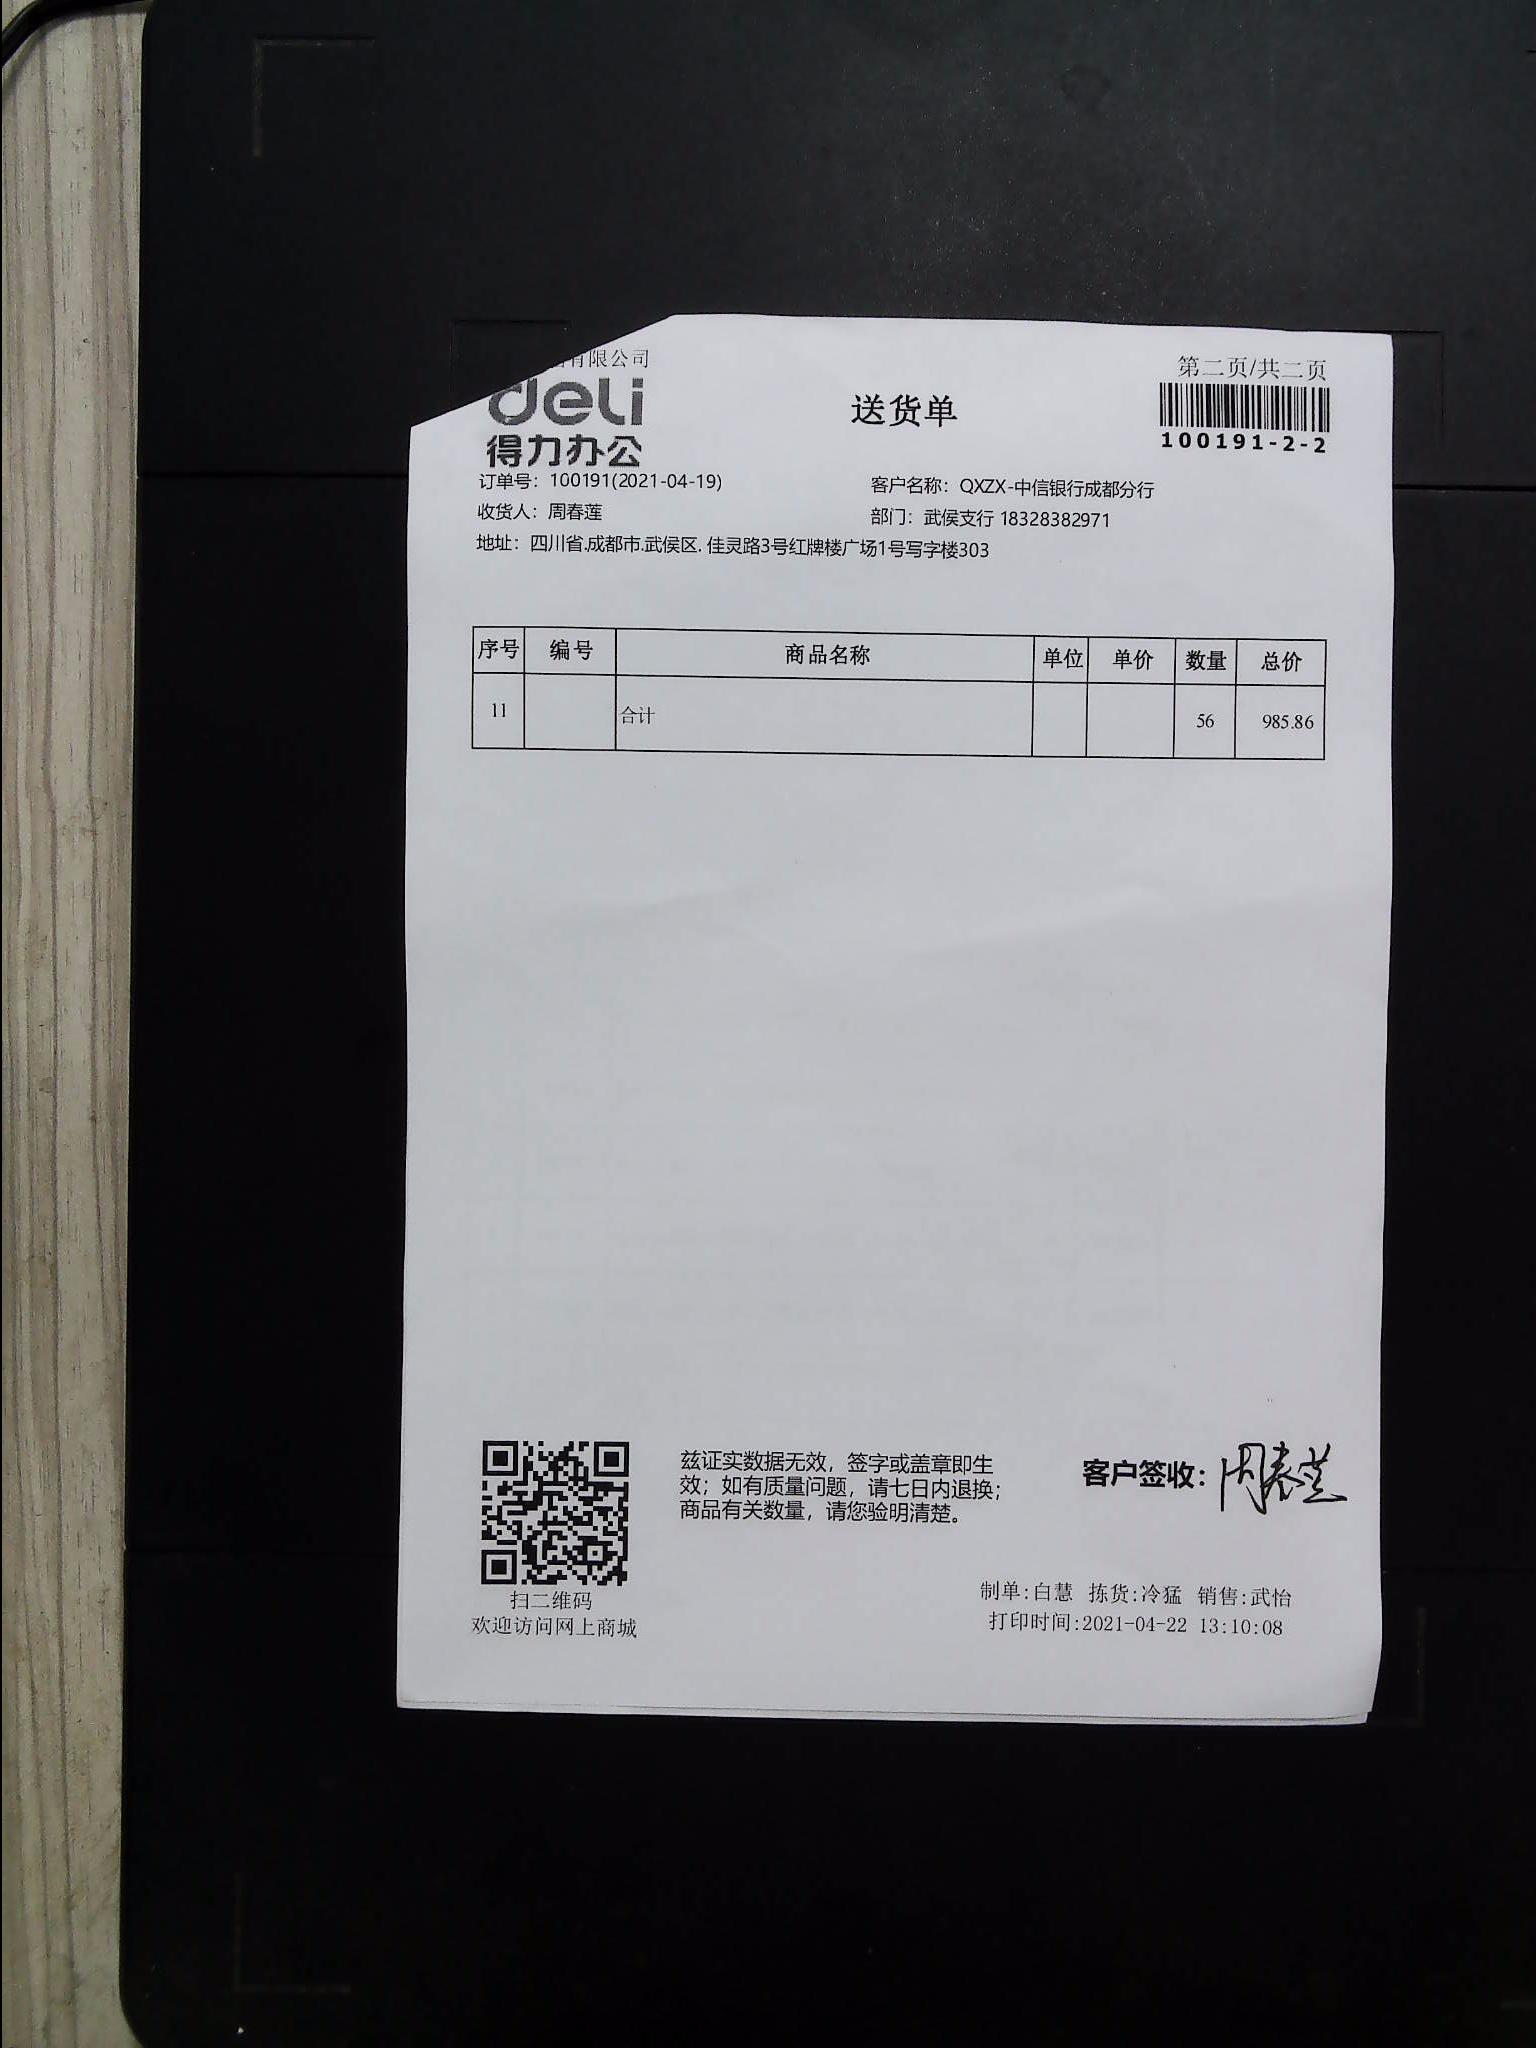 有限公司
第二页/共二页
deli
得力办公
送货单
100191-2-2
订单号：100191(2021-04-19)
客户名称：QXZX-中信银行成都分行
收货人：周春莲
部门：武侯支行 18328382971
地址：四川省.成都市.武侯区. 佳灵路3号红牌楼广场1号写字楼303
序号 编号 商品名称 单位 单价 数量 总价
11 合计 56 985.86
兹证实数据无效，签字或盖章即生
效；如有质量问题，请七日内退换；
商品有关数量，请您验明清楚。
客户签收：周春莲
扫二维码
欢迎访问网上商城
制单:白慧 拣货:冷猛 销售:武怡
打印时间:2021-04-22 13:10:08